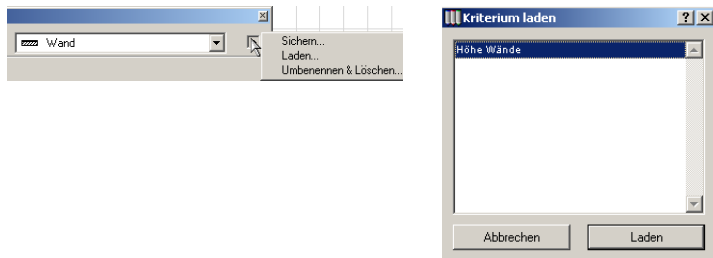 Wand
Sichern...
Laden...
Umbenennen & Löschen...
Kriterium laden
Höhe Wände
Abbrechen
Laden